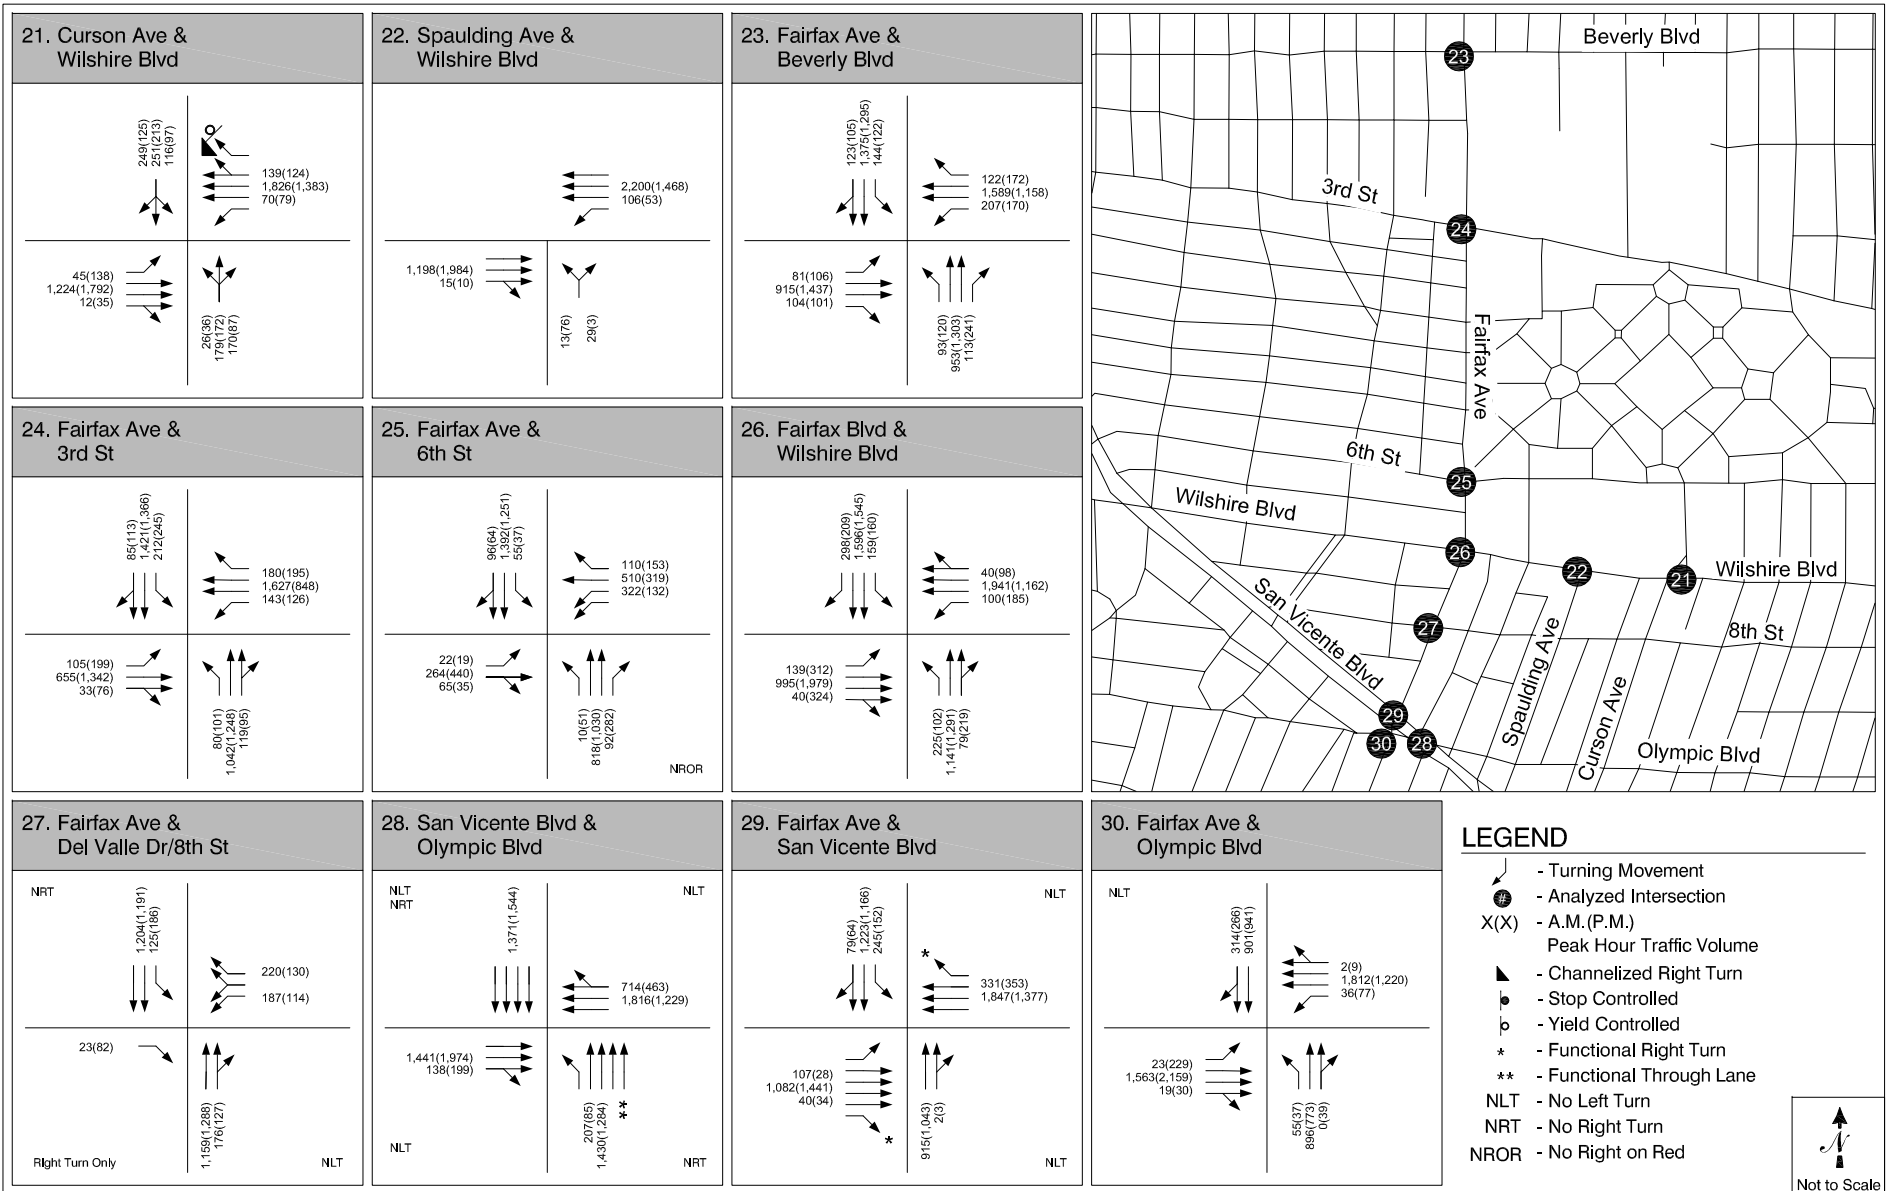 21. Curson Ave &
Wilshire Blvd
249(125)
251(213)
116(97)
139(124)
1,826(1,383)
70(79)
45(138)
1,224(1,792)
12(35)
26(36)
179(172)
170(87)
22. Spaulding Ave &
Wilshire Blvd
2,200(1,468)
106(53)
1,198(1,984)
15(10)
13(76)
29(3)
23. Fairfax Ave &
Beverly Blvd
123(105)
1,375(1,295)
144(122)
122(172)
1,589(1,158)
207(170)
81(106)
915(1,437)
104(101)
93(120)
953(1,303)
113(241)
24. Fairfax Ave &
3rd St
85(113)
1,421(1,366)
212(245)
180(195)
1,627(848)
143(126)
105(199)
655(1,342)
33(76)
80(101)
1,042(1,248)
119(95)
25. Fairfax Ave &
6th St
96(64)
1,392(1,251)
55(37)
110(153)
510(319)
322(132)
22(19)
264(440)
65(35)
10(51)
818(1,030)
92(282)
NROR
26. Fairfax Blvd &
Wilshire Blvd
298(209)
1,596(1,545)
159(160)
40(98)
1,941(1,162)
100(185)
139(312)
995(1,979)
40(324)
225(102)
1,141(1,291)
79(219)
Beverly Blvd
23
3rd St
24
Fairfax Ave
6th St
25
Wilshire Blvd
26
22
21
Wilshire Blvd
San Vicente Blvd
27
8th St
Spaulding Ave
Curson Ave
29
30
28
Olympic Blvd
27. Fairfax Ave &
Del Valle Dr/8th St
NRT
1,204(1,191)
125(186)
220(130)
187(114)
23(82)
1,159(1,288)
176(127)
Right Turn Only
NLT
28. San Vicente Blvd &
Olympic Blvd
NLT
NRT
NLT
1,371(1,544)
714(463)
1,816(1,229)
1,441(1,974)
138(199)
207(85)
1,430(1,284)
**
NLT
NRT
29. Fairfax Ave &
San Vicente Blvd
NLT
79(64)
1,223(1,166)
245(152)
*
331(353)
1,847(1,377)
107(28)
1,082(1,441)
40(34)
*
915(1,043)
2(3)
NLT
30. Fairfax Ave &
Olympic Blvd
NLT
314(266)
901(941)
2(9)
1,812(1,220)
36(77)
23(229)
1,563(2,159)
19(30)
55(37)
896(773)
0(39)
LEGEND
- Turning Movement
# - Analyzed Intersection
X(X) - A.M.(P.M.)
Peak Hour Traffic Volume
- Channelized Right Turn
- Stop Controlled
- Yield Controlled
* - Functional Right Turn
** - Functional Through Lane
NLT - No Left Turn
NRT - No Right Turn
NROR - No Right on Red
N
Not to Scale